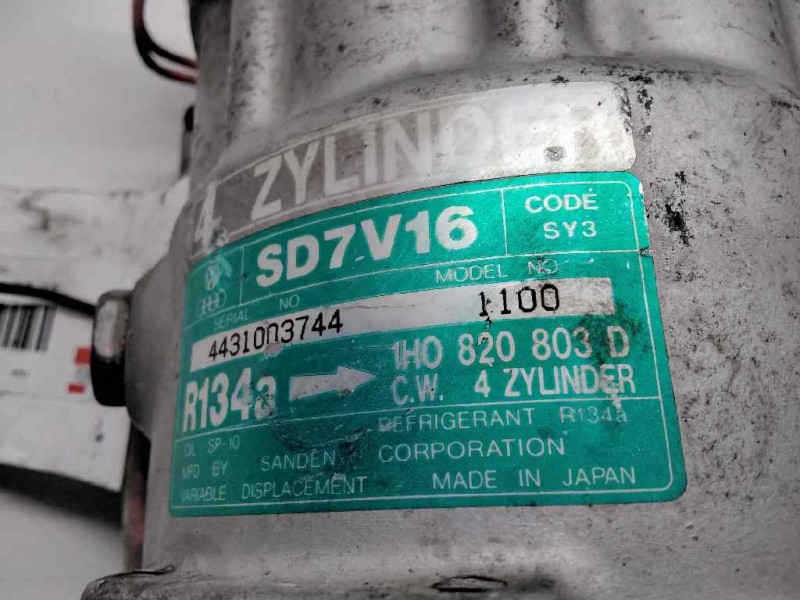 4 ZYLINDER
SD7V16
CODE
SY3
SERIAL NO
MODEL NO
4431003744
1100
R134a
1H0 820 803 D
C.W. 4 ZYLINDER
OIL SP-10
REFRIGERANT R134a
MFD BY SANDEN CORPORATION
VARIABLE DISPLACEMENT MADE IN JAPAN